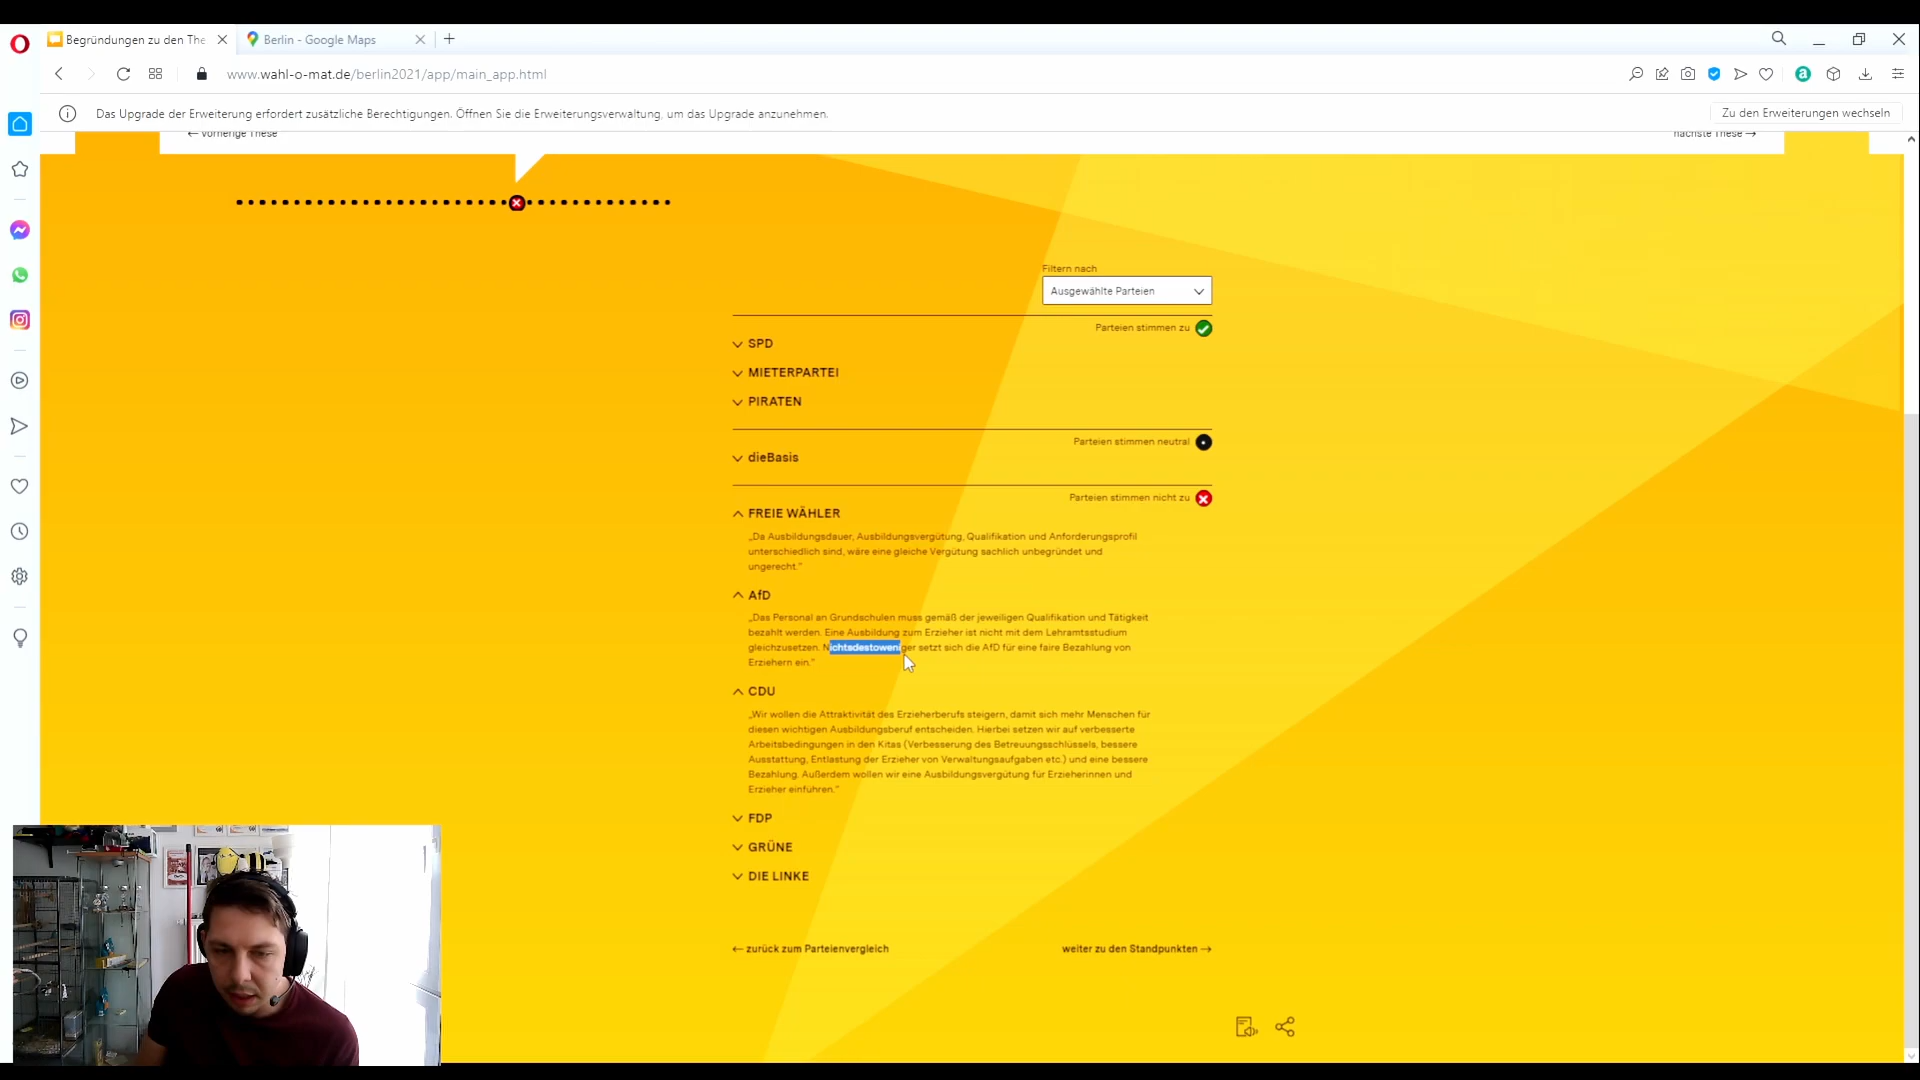 Begründungen zu den The
Berlin - Google Maps
www.wahl-o-mat.de/berlin2021/app/main_app.html
Das Upgrade der Erweiterung erfordert zusätzliche Berechtigungen. Öffnen Sie die Erweiterungsverwaltung, um das Upgrade anzunehmen.
Zu den Erweiterungen wechseln
← vorherige These
nächste These →
Filtern nach
Ausgewählte Parteien
Parteien stimmen zu
SPD
MIETERPARTEI
PIRATEN
Parteien stimmen neutral
dieBasis
Parteien stimmen nicht zu
FREIE WÄHLER
„Da Ausbildungsdauer, Ausbildungsvergütung, Qualifikation und Anforderungsprofil
unterschiedlich sind, wäre eine gleiche Vergütung sachlich unbegründet und
ungerecht.“
AfD
„Das Personal an Grundschulen muss gemäß der jeweiligen Qualifikation und Tätigkeit
bezahlt werden. Eine Ausbildung zum Erzieher ist nicht mit dem Lehramtsstudium
gleichzusetzen. Nichtsdestoweniger setzt sich die AfD für eine faire Bezahlung von
Erziehern ein.“
CDU
„Wir wollen die Attraktivität des Erzieherberufs steigern, damit sich mehr Menschen für
diesen wichtigen Ausbildungsberuf entscheiden. Hierbei setzen wir auf verbesserte
Arbeitsbedingungen in den Kitas (Verbesserung des Betreuungsschlüssels, bessere
Ausstattung, Entlastung der Erzieher von Verwaltungsaufgaben etc.) und eine bessere
Bezahlung. Außerdem wollen wir eine Ausbildungsvergütung für Erzieherinnen und
Erzieher einführen.“
FDP
GRÜNE
DIE LINKE
← zurück zum Parteienvergleich
weiter zu den Standpunkten →